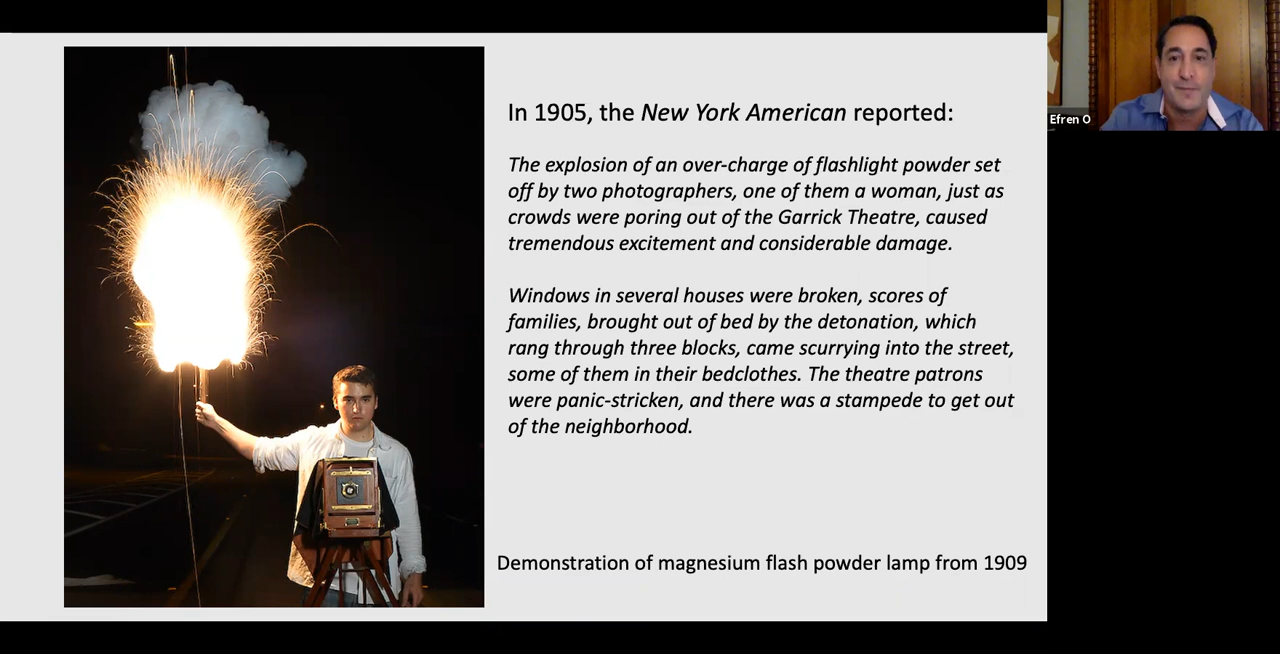 In 1905, the New York American reported:
The explosion of an over-charge of flashlight powder set
off by two photographers, one of them a woman, just as
crowds were poring out of the Garrick Theatre, caused
tremendous excitement and considerable damage.
Windows in several houses were broken, scores of
families, brought out of bed by the detonation, which
rang through three blocks, came scurrying into the street,
some of them in their bedclothes. The theatre patrons
were panic-stricken, and there was a stampede to get out
of the neighborhood.
Demonstration of magnesium flash powder lamp from 1909
Efren O